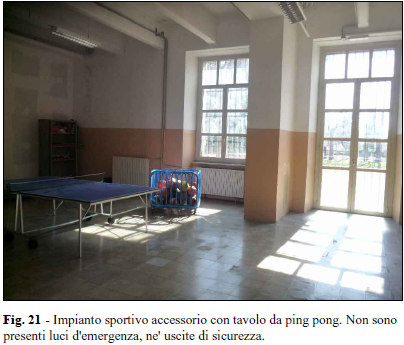 Fig. 21 - Impianto sportivo accessorio con tavolo da ping pong. Non sono
presenti luci d'emergenza, ne' uscite di sicurezza.